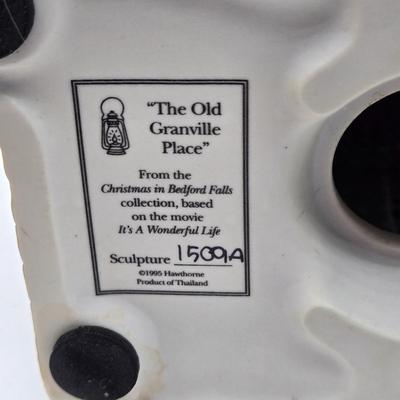 "The Old
Granville
Place"
From the
Christmas in Bedford Falls
collection, based
on the movie
It's A Wonderful Life
Sculpture 1509A
©1995 Hawthorne
Product of Thailand